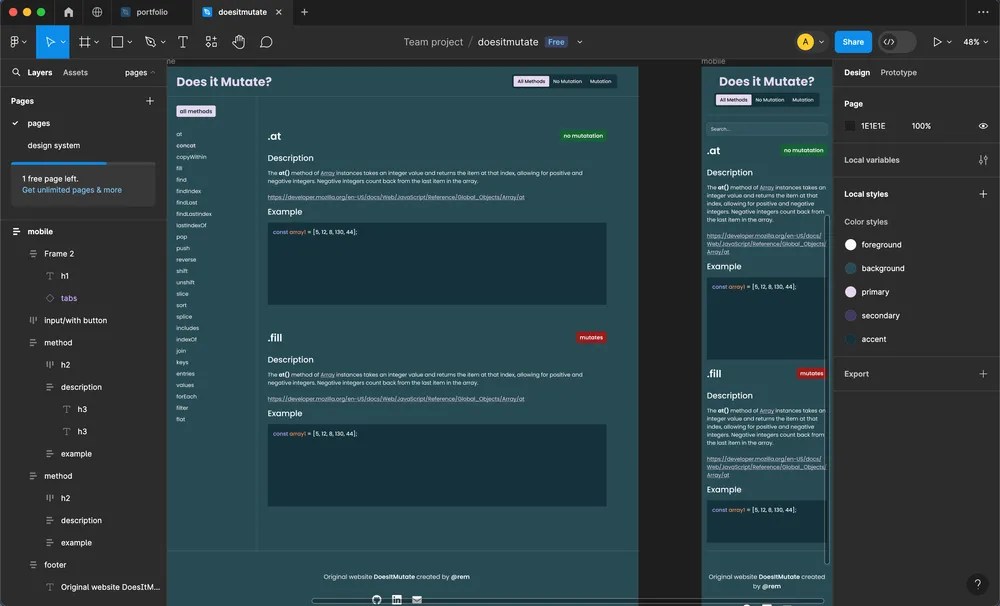 portfolio
doesitmutate
Team project / doesitmutate Free
A
Share
48%
Layers Assets pages
Pages
pages
design system
1 free page left.
Get unlimited pages & more
mobile
Frame 2
h1
tabs
input/with button
method
h2
description
h3
h3
example
method
h2
description
example
footer
Original website DoesItM...
ne
Does it Mutate?
All Methods No Mutation Mutation
all methods
at
concat
copyWithin
fill
find
findIndex
findLast
findLastIndex
lastIndexOf
pop
push
reverse
shift
unshift
slice
sort
splice
includes
indexOf
join
keys
entries
values
forEach
filter
flat
.at
no mutatation
Description
The at() method of Array instances takes an integer value and returns the item at that index, allowing for positive and
negative integers. Negative integers count back from the last item in the array.
https://developer.mozilla.org/en-US/docs/Web/JavaScript/Reference/Global_Objects/Array/at
Example
const array1 = [5, 12, 8, 130, 44];
.fill
mutates
Description
The at() method of Array instances takes an integer value and returns the item at that index, allowing for positive and
negative integers. Negative integers count back from the last item in the array.
https://developer.mozilla.org/en-US/docs/Web/JavaScript/Reference/Global_Objects/Array/at
Example
const array1 = [5, 12, 8, 130, 44];
Original website DoesItMutate created by @rem
mobile
Does it Mutate?
All Methods No Mutation Mutation
Search...
.at
no mutatation
Description
The at() method of Array instances takes an
integer value and returns the item at that
index, allowing for positive and negative
integers. Negative integers count back from
the last item in the array.
https://developer.mozilla.org/en-US/docs/
Web/JavaScript/Reference/Global_Objects/
Array/at
Example
const array1 = [5, 12, 8, 130, 44];
.fill
mutates
Description
The at() method of Array instances takes an
integer value and returns the item at that
index, allowing for positive and negative
integers. Negative integers count back from
the last item in the array.
https://developer.mozilla.org/en-US/docs/
Web/JavaScript/Reference/Global_Objects/
Array/at
Example
const array1 = [5, 12, 8, 130, 44];
Original website DoesItMutate created
by @rem
Design Prototype
Page
1E1E1E 100%
Local variables
Local styles
Color styles
foreground
background
primary
secondary
accent
Export
?